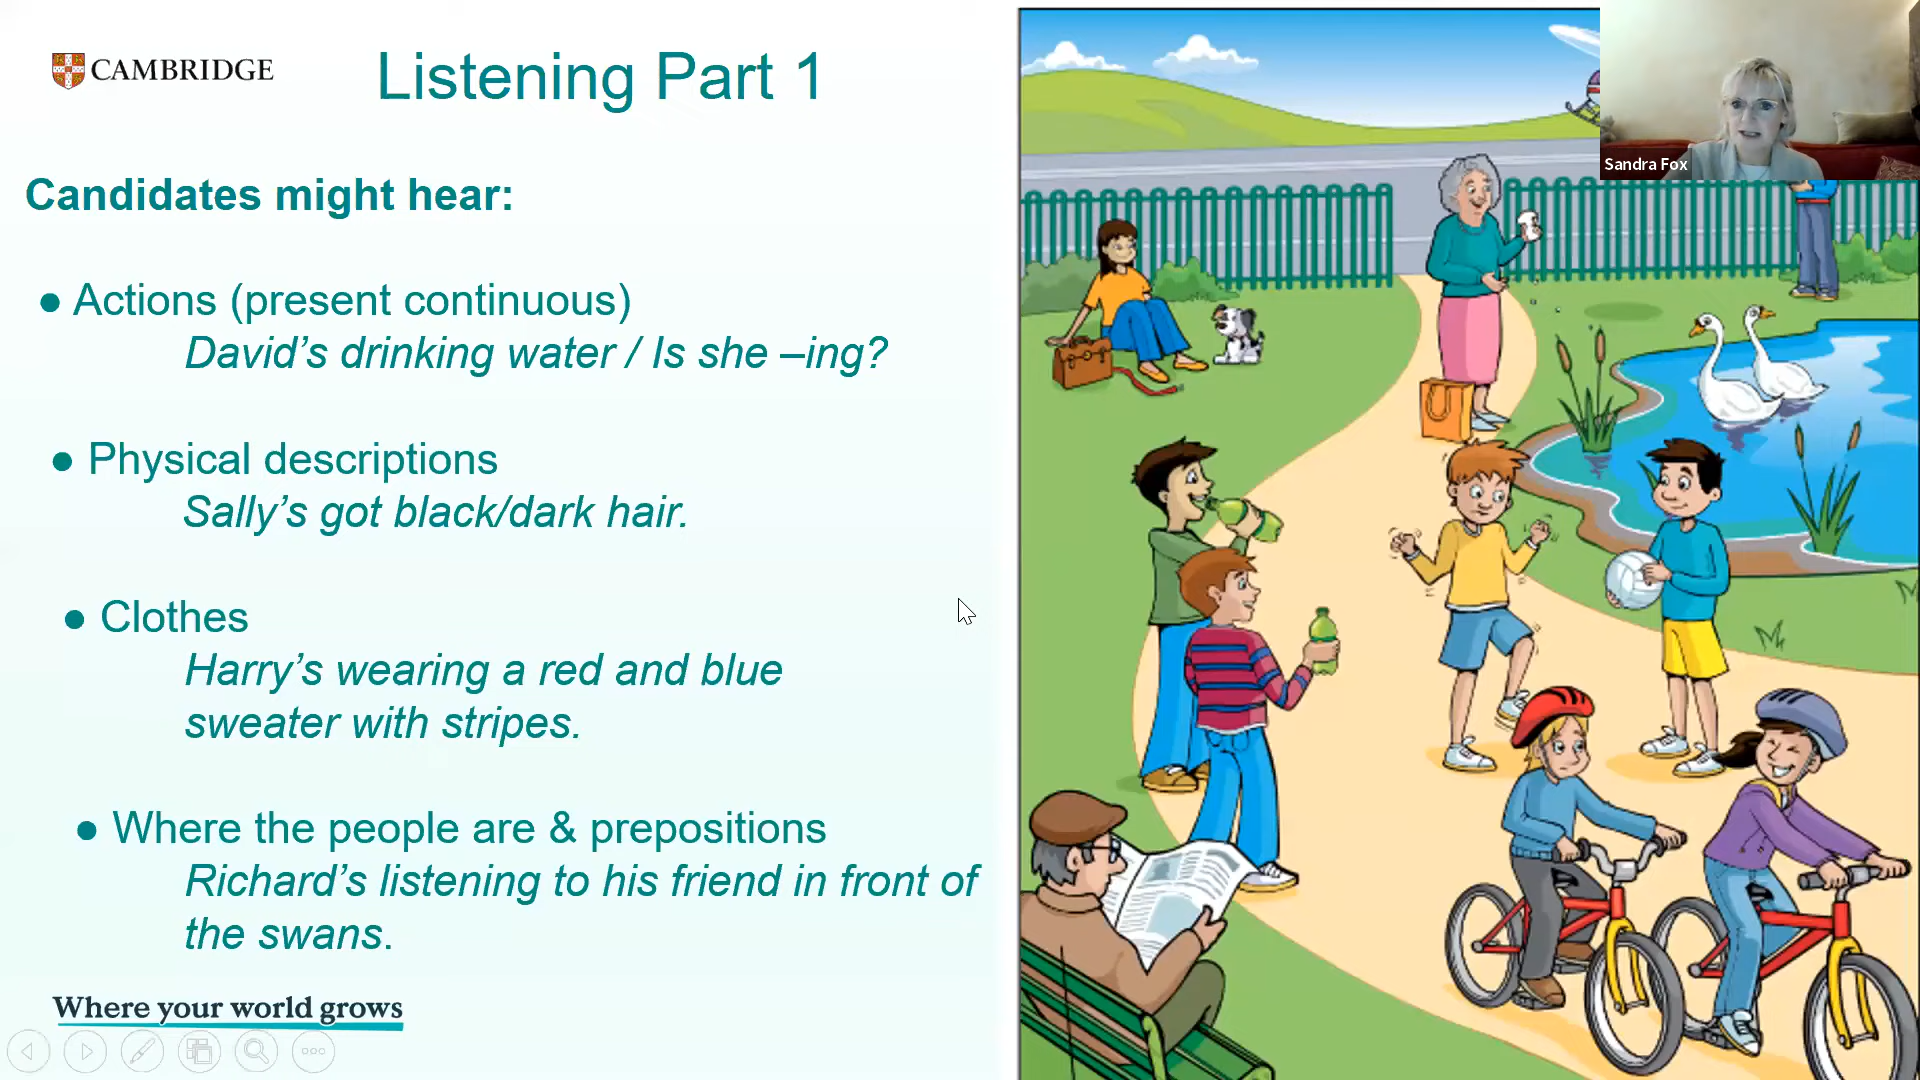 CAMBRIDGE
Listening Part 1
Candidates might hear:
● Actions (present continuous)
David’s drinking water / Is she –ing?
● Physical descriptions
Sally’s got black/dark hair.
● Clothes
Harry’s wearing a red and blue
sweater with stripes.
● Where the people are & prepositions
Richard’s listening to his friend in front of
the swans.
Where your world grows
Sandra Fox